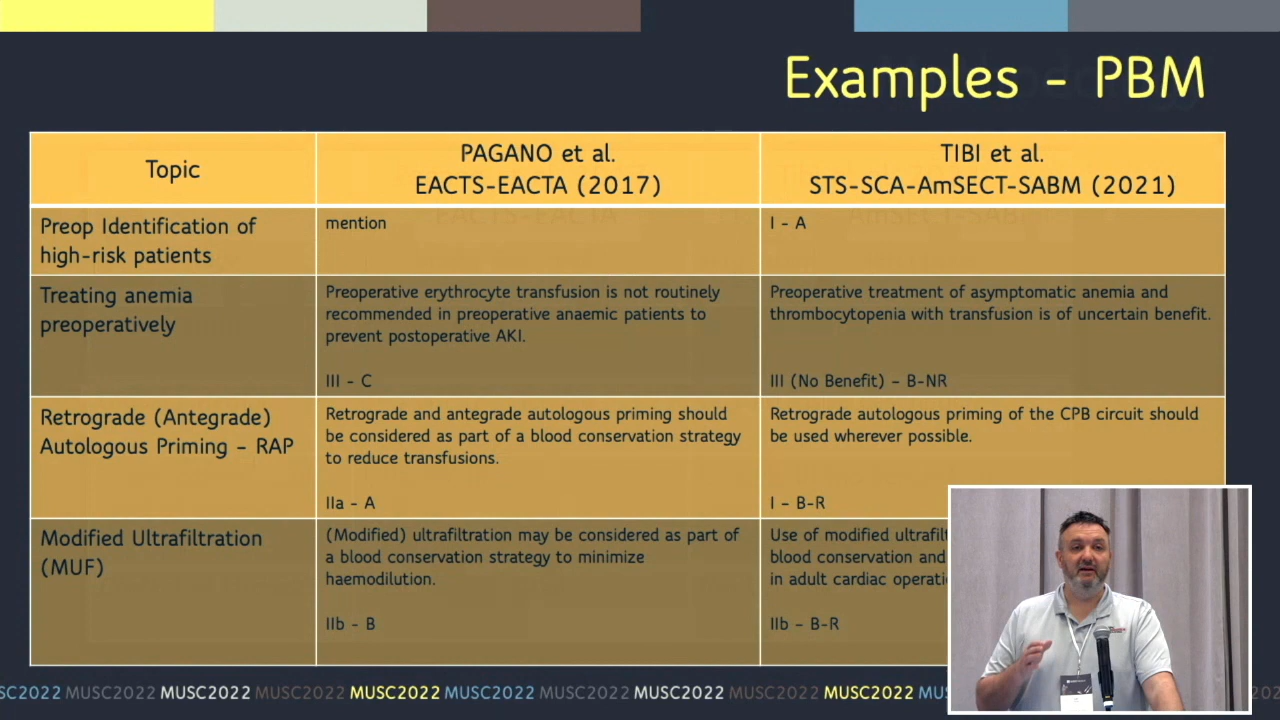 Examples - PBM
Topic
PAGANO et al.
EACTS-EACTA (2017)
TIBI et al.
STS-SCA-AmSECT-SABM (2021)
Preop Identification of
high-risk patients
mention
I - A
Treating anemia
preoperatively
Preoperative erythrocyte transfusion is not routinely
recommended in preoperative anaemic patients to
prevent postoperative AKI.
III - C
Preoperative treatment of asymptomatic anemia and
thrombocytopenia with transfusion is of uncertain benefit.
III (No Benefit) – B-NR
Retrograde (Antegrade)
Autologous Priming – RAP
Retrograde and antegrade autologous priming should
be considered as part of a blood conservation strategy
to reduce transfusions.
IIa - A
Retrograde autologous priming of the CPB circuit should
be used wherever possible.
I – B-R
Modified Ultrafiltration
(MUF)
(Modified) ultrafiltration may be considered as part of
a blood conservation strategy to minimize
haemodilution.
IIb - B
Use of modified
blood conservation and
in adult cardiac
IIb – B-R
SC2022 MUSC2022 MUSC2022 MUSC2022 MUSC2022 MUSC2022 MUSC2022 MUSC2022 MUSC2022 MUSC2022 MUS